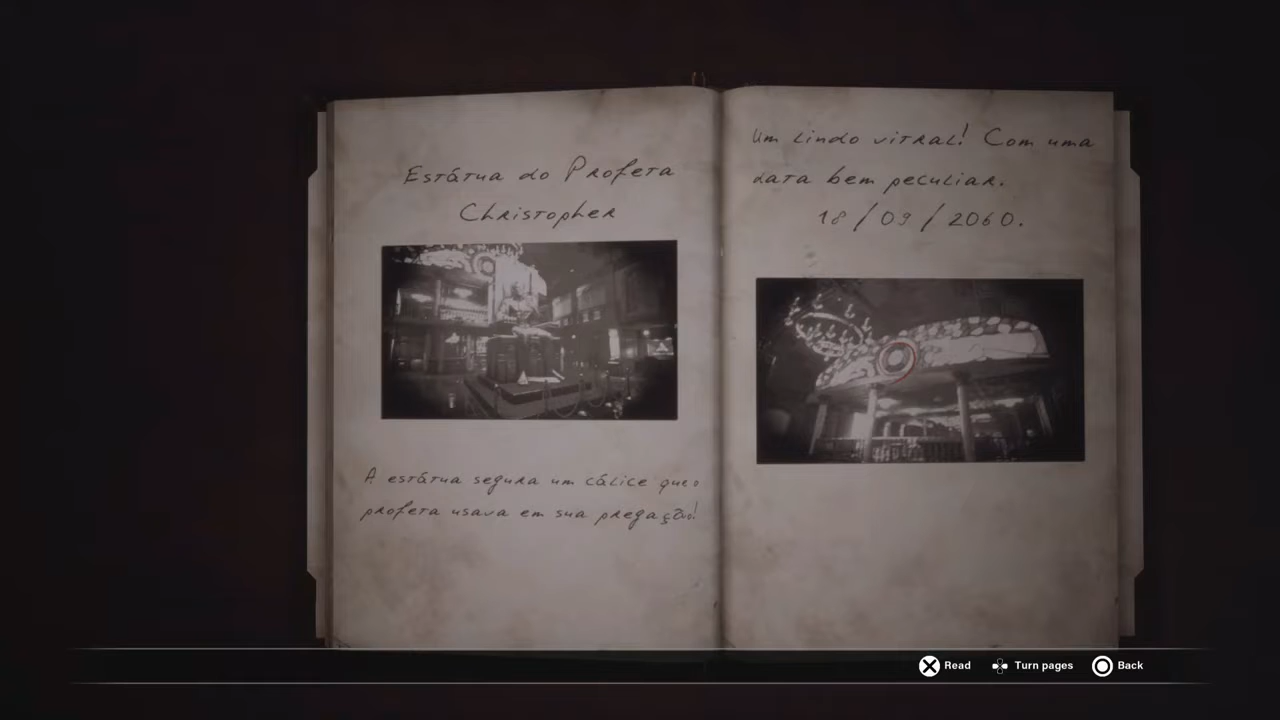 Estátua do Profeta
Christopher
A estátua segura um cálice que o
profeta usava em sua pregação!
Um lindo vitral! Com uma
data bem peculiar.
18/09/2060.
Read
Turn pages
Back